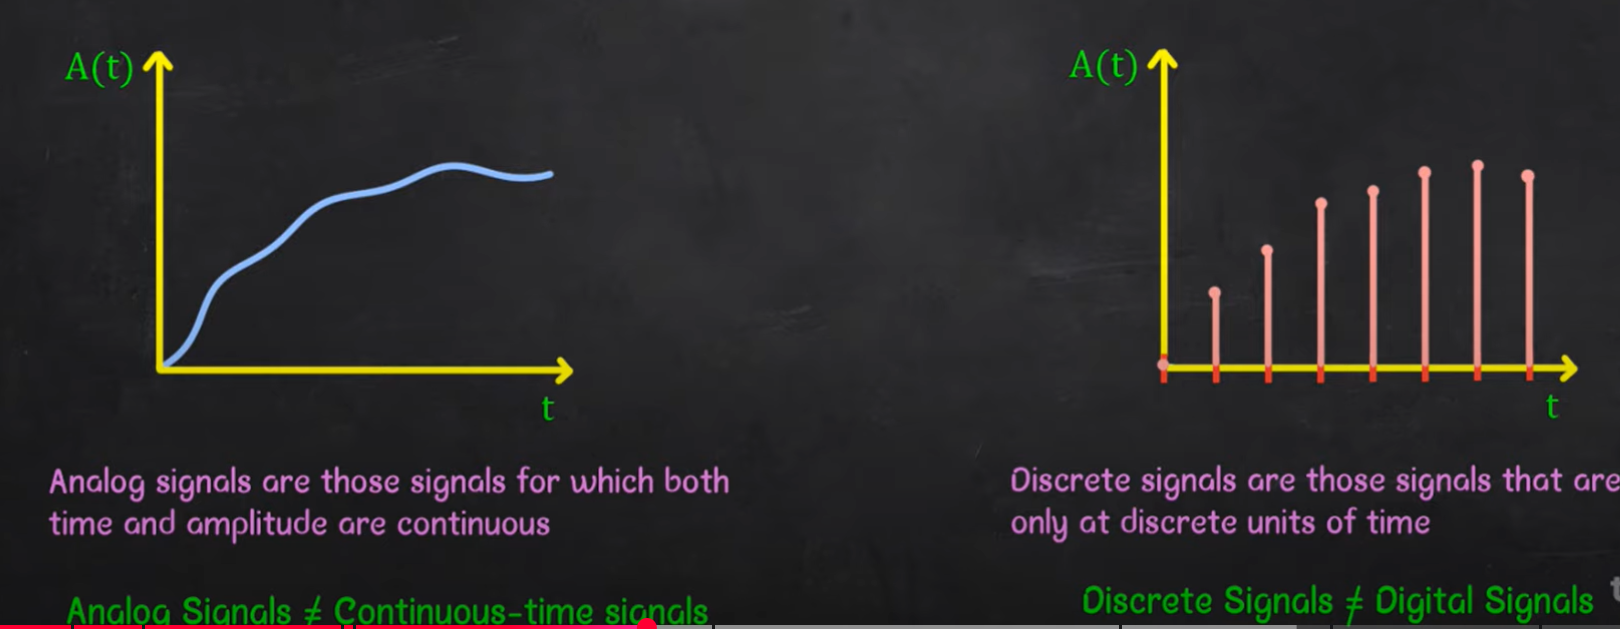 A(t)
t
Analog signals are those signals for which both
time and amplitude are continuous
Analog Signals ≠ Continuous-time signals
A(t)
t
Discrete signals are those signals that are
only at discrete units of time
Discrete Signals ≠ Digital Signals